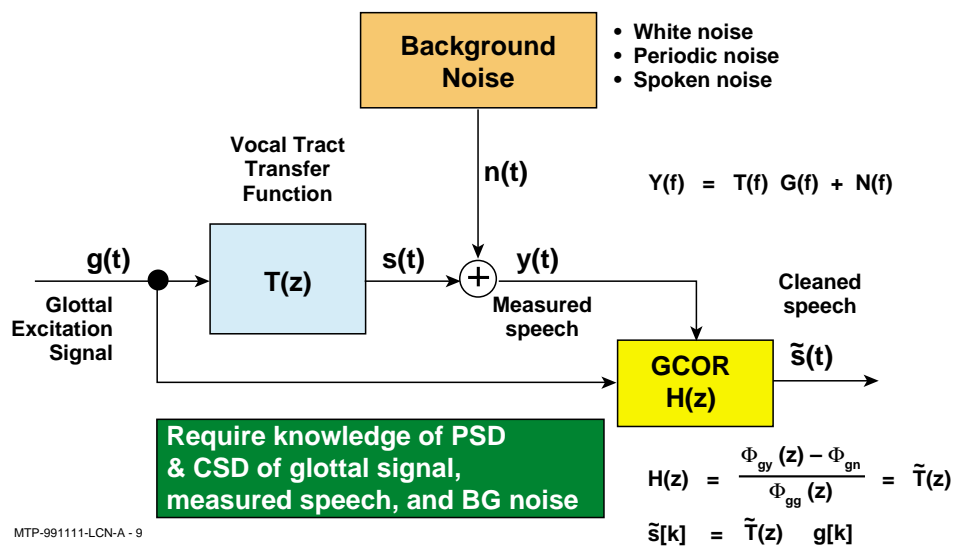 Background
Noise
• White noise
• Periodic noise
• Spoken noise
Vocal Tract
Transfer
Function
n(t)
Y(f) = T(f) G(f) + N(f)
g(t)
T(z)
s(t)
+
y(t)
Glottal
Excitation
Signal
Measured
speech
Cleaned
speech
GCOR
H(z)
s̃(t)
Require knowledge of PSD
& CSD of glottal signal,
measured speech, and BG noise
H(z) = Φgy (z) – Φgn / Φgg (z) = T̃(z)
s̃[k] = T̃(z) g[k]
MTP-991111-LCN-A - 9